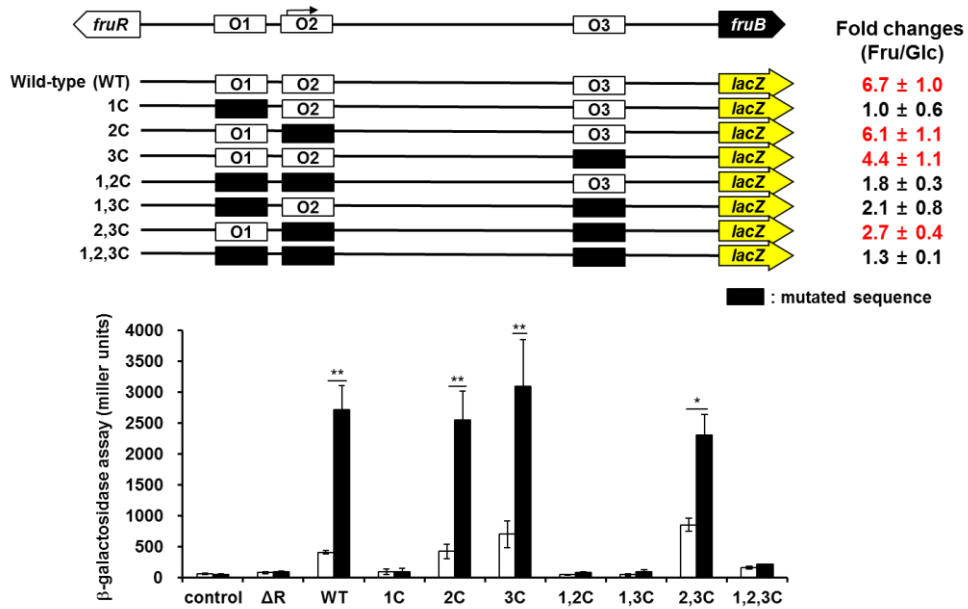 fruR O1 O2 O3 fruB
Fold changes
(Fru/Glc)
Wild-type (WT) O1 O2 O3 lacZ 6.7 ± 1.0
1C O2 O3 lacZ 1.0 ± 0.6
2C O1 O3 lacZ 6.1 ± 1.1
3C O1 O2 lacZ 4.4 ± 1.1
1,2C O3 lacZ 1.8 ± 0.3
1,3C O2 lacZ 2.1 ± 0.8
2,3C O1 lacZ 2.7 ± 0.4
1,2,3C lacZ 1.3 ± 0.1
: mutated sequence
β-galactosidase assay (miller units)
4000
3500
3000
2500
2000
1500
1000
500
0
** ** ** *
control ΔR WT 1C 2C 3C 1,2C 1,3C 2,3C 1,2,3C